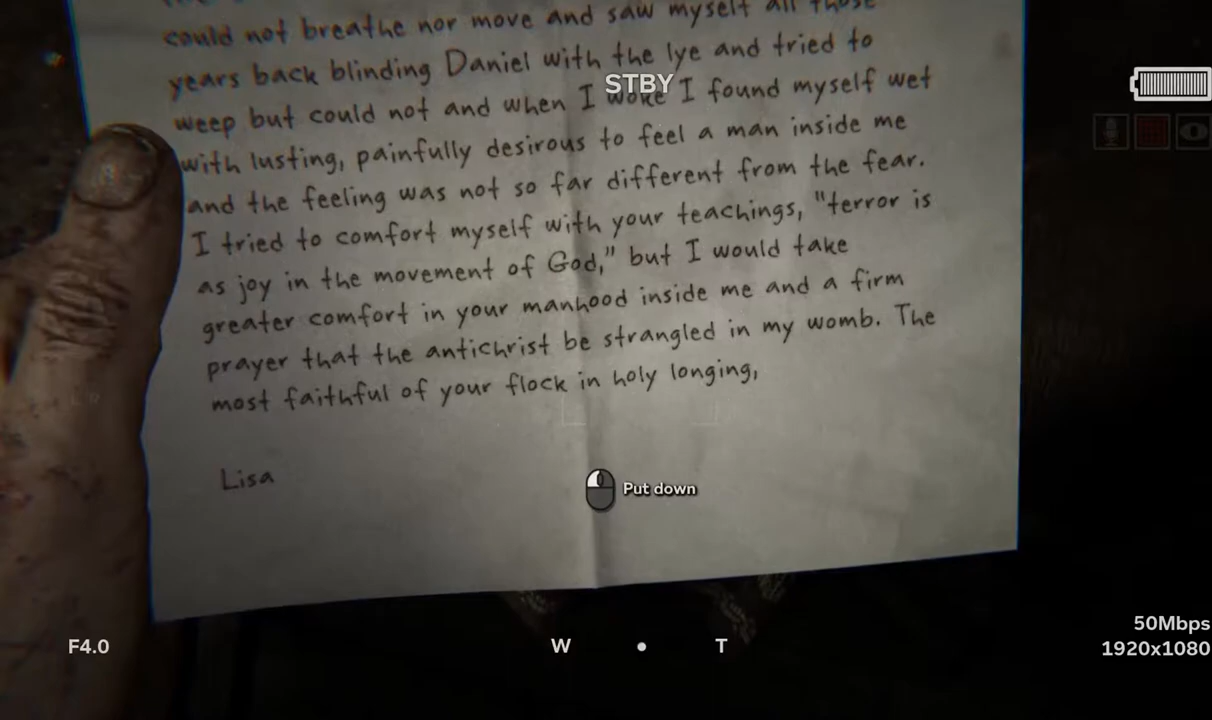 could not breathe nor move and saw myself all those
years back blinding Daniel with the lye and tried to
STBY
weep but could not and when I woke I found myself wet
with lusting, painfully desirous to feel a man inside me
and the feeling was not so far different from the fear.
I tried to comfort myself with your teachings, "terror is
as joy in the movement of God," but I would take
greater comfort in your manhood inside me and a firm
prayer that the antichrist be strangled in my womb. The
most faithful of your flock in holy longing,
Lisa
Put down
50Mbps
F4.0
W
T
1920x1080